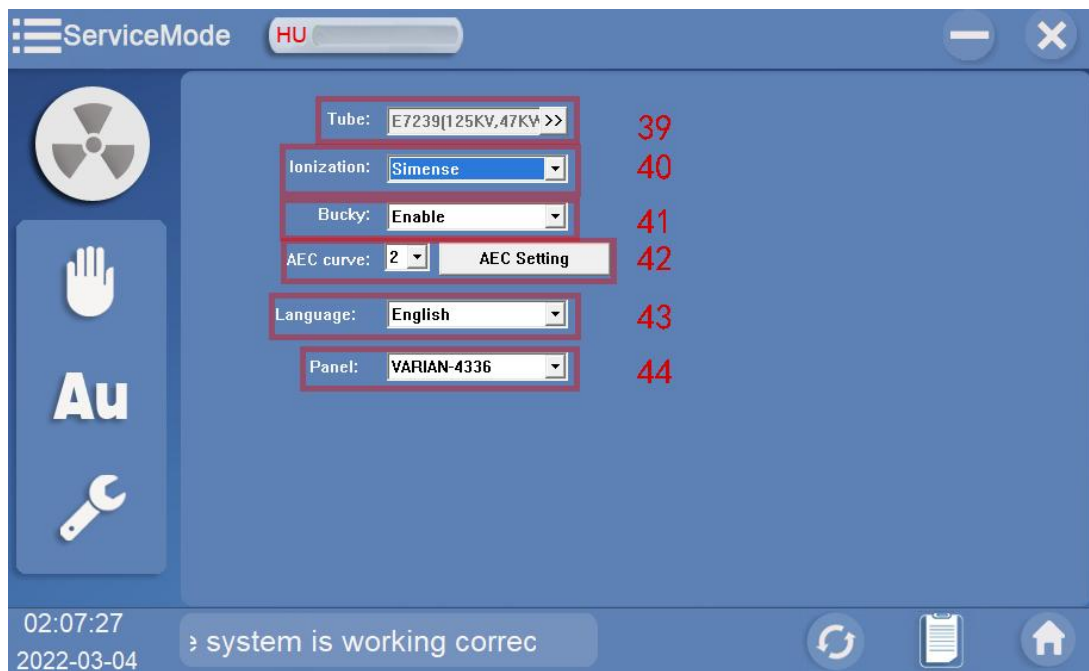 ServiceMode HU
Tube: E7239(125KV,47KW >> 39
Ionization: Simense 40
Bucky: Enable 41
AEC curve: 2 AEC Setting 42
Language: English 43
Panel: VARIAN-4336 44
Au
02:07:27
2022-03-04
system is working correc